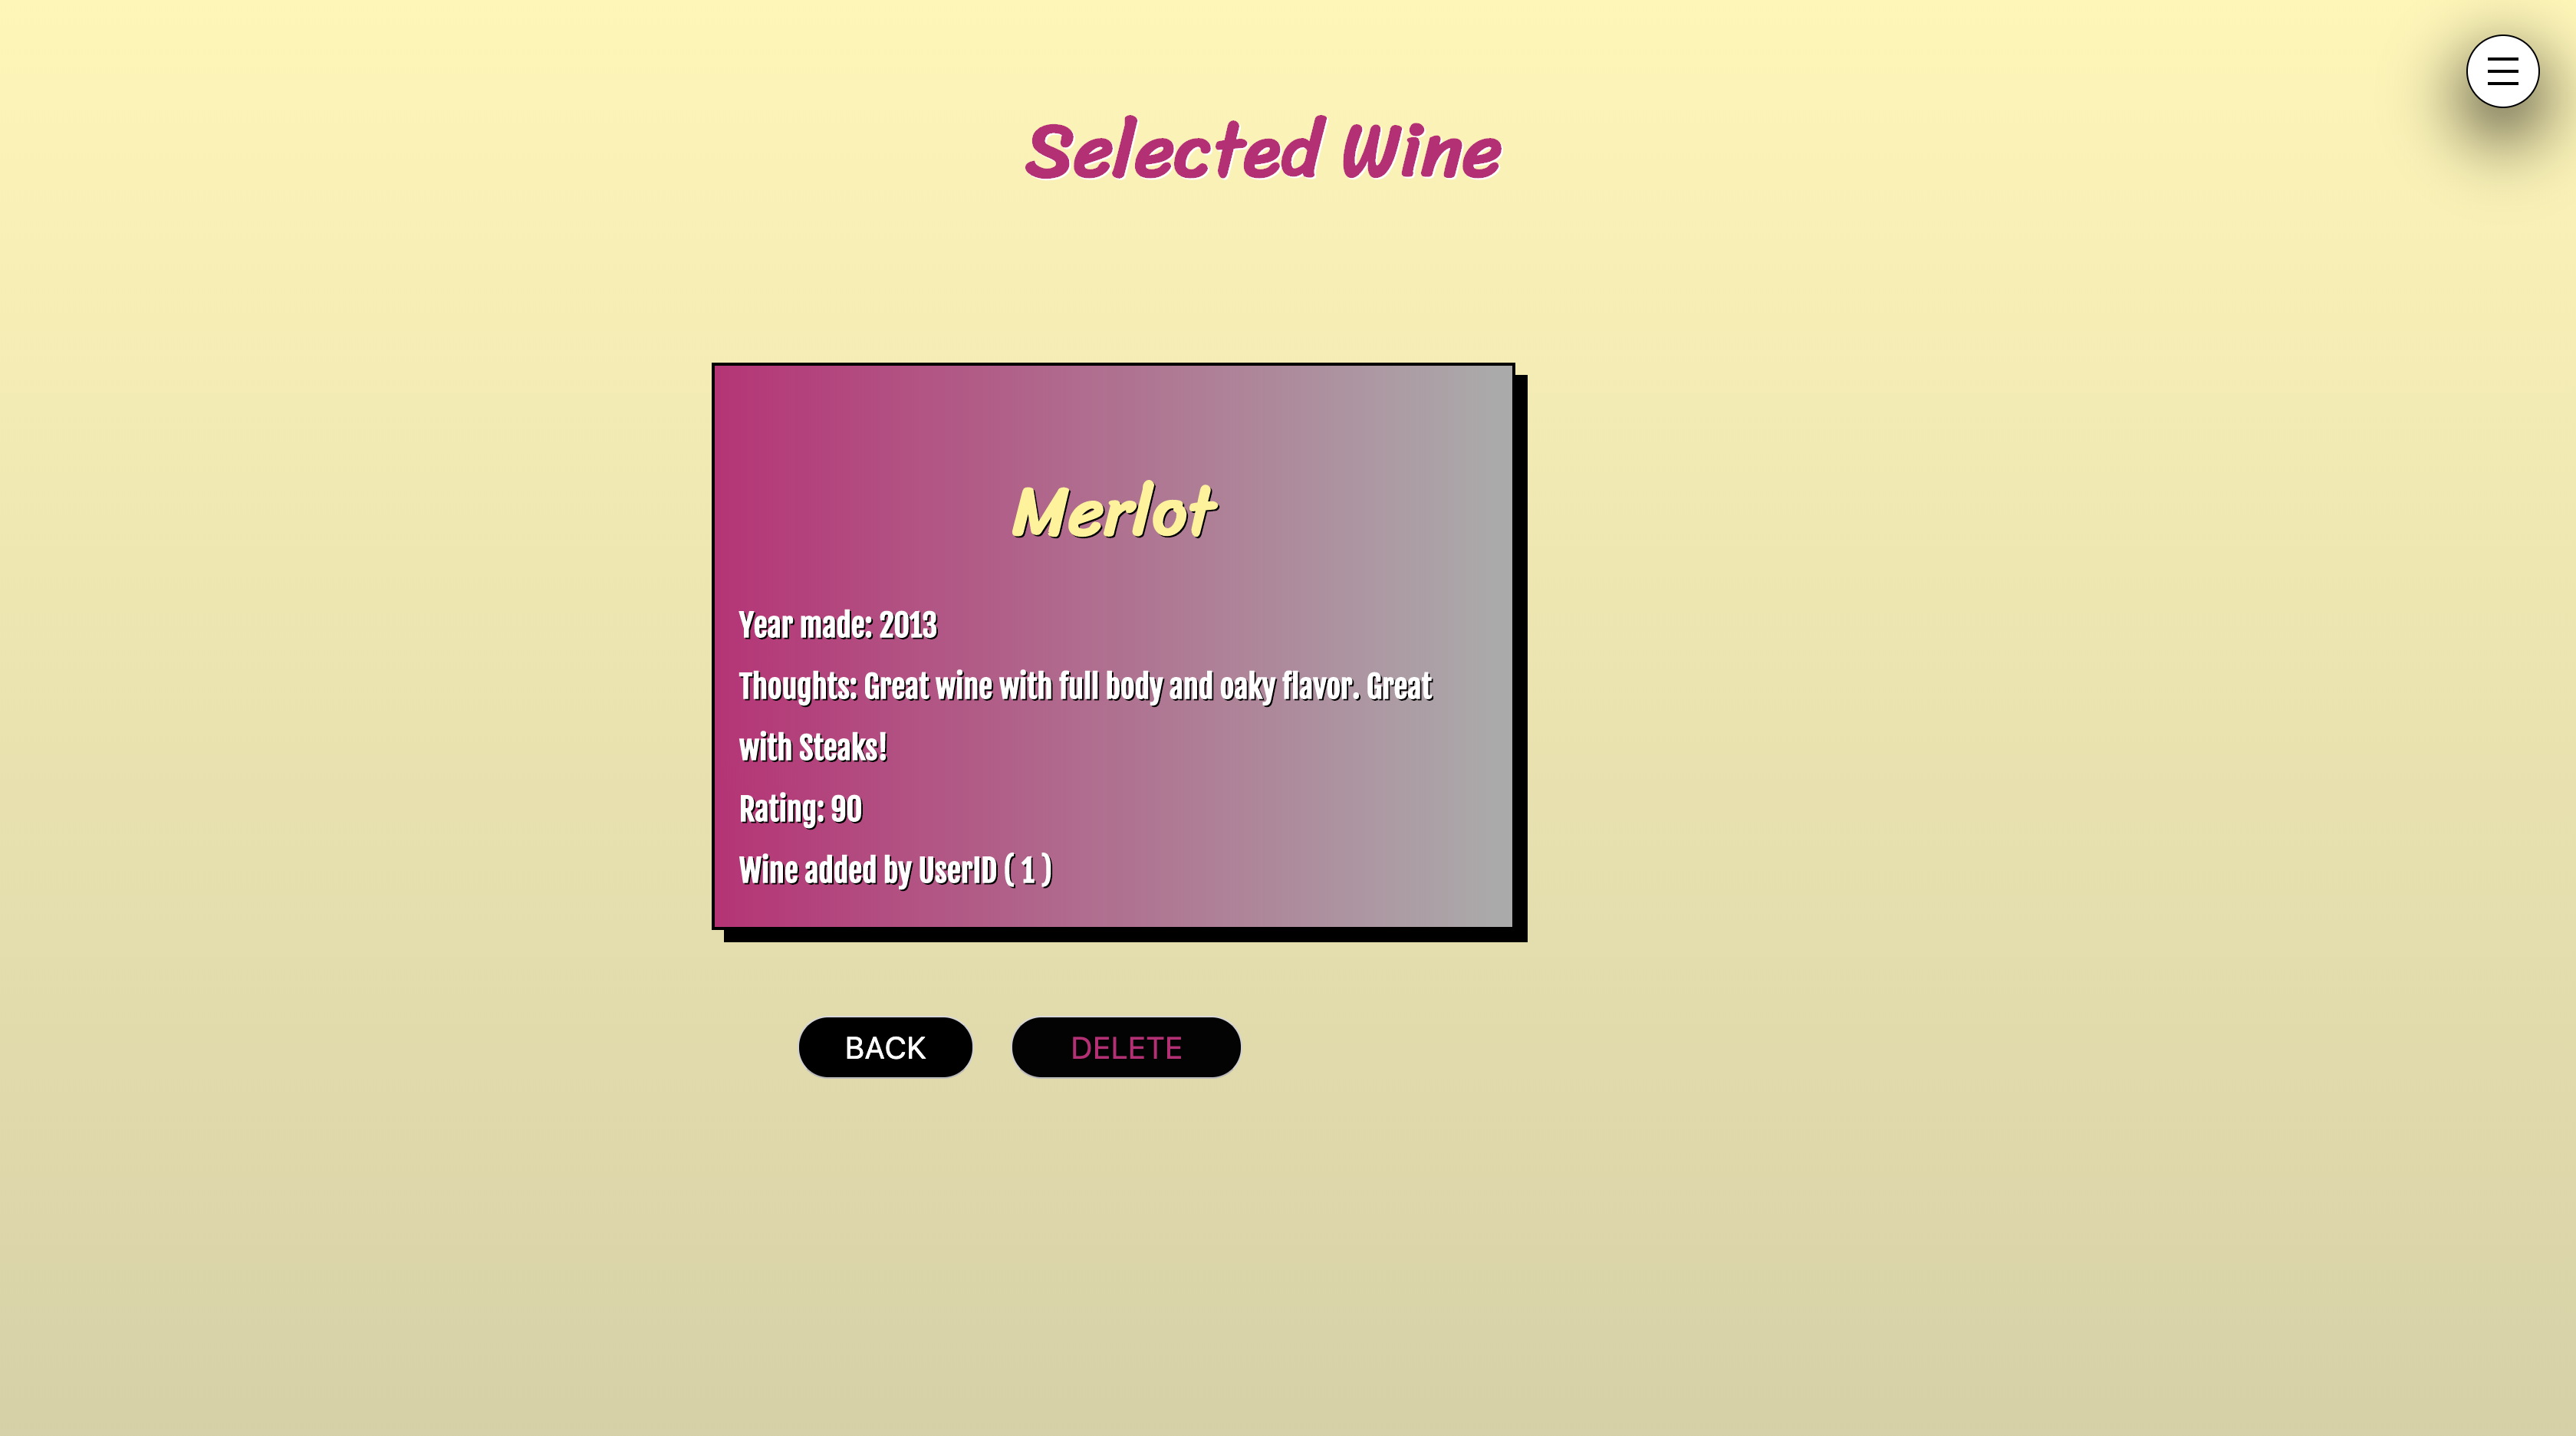 Selected Wine
Merlot
Year made: 2013
Thoughts: Great wine with full body and oaky flavor. Great
with Steaks!
Rating: 90
Wine added by UserID ( 1 )
BACK
DELETE